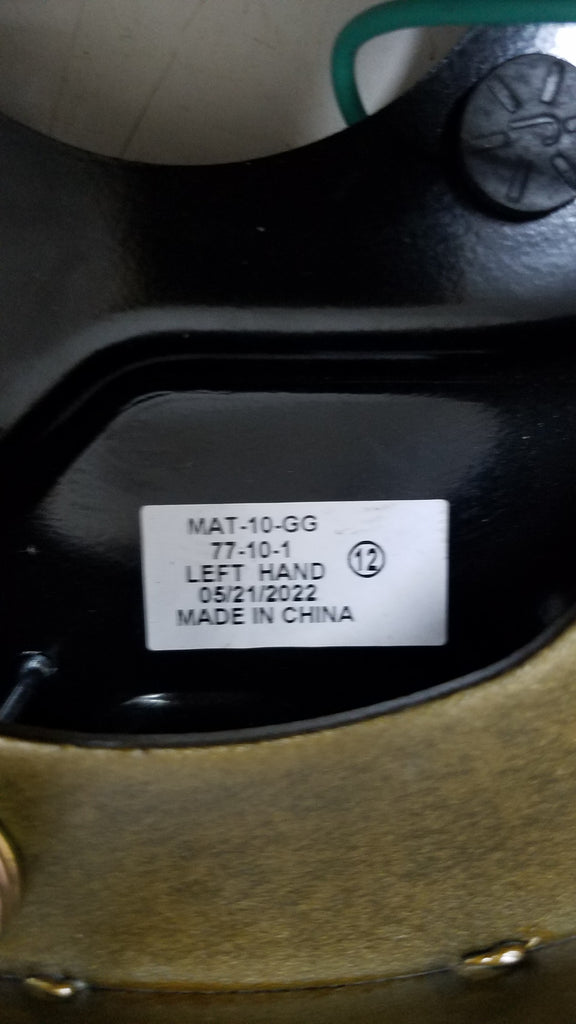 MAT-10-GG
77-10-1
12
LEFT HAND
05/21/2022
MADE IN CHINA